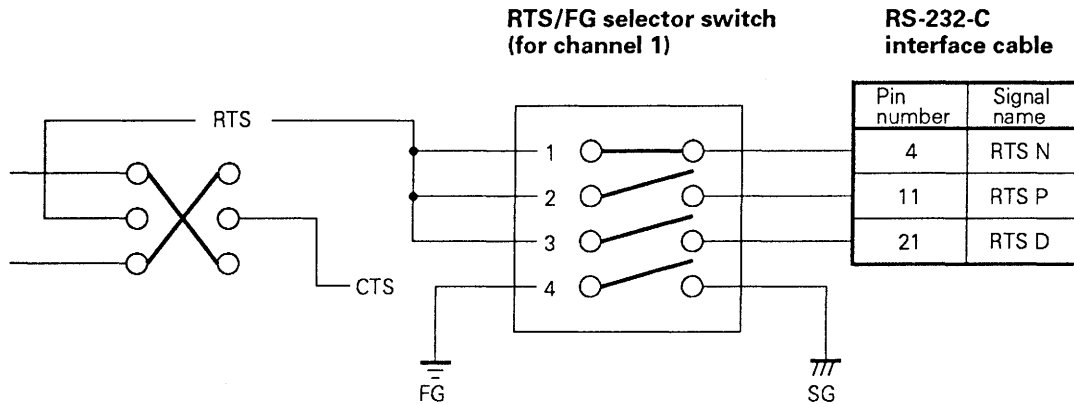 RTS/FG selector switch
(for channel 1)
RS-232-C
interface cable
Pin
number
Signal
name
RTS
1
4
RTS N
2
11
RTS P
3
21
RTS D
4
CTS
FG
SG